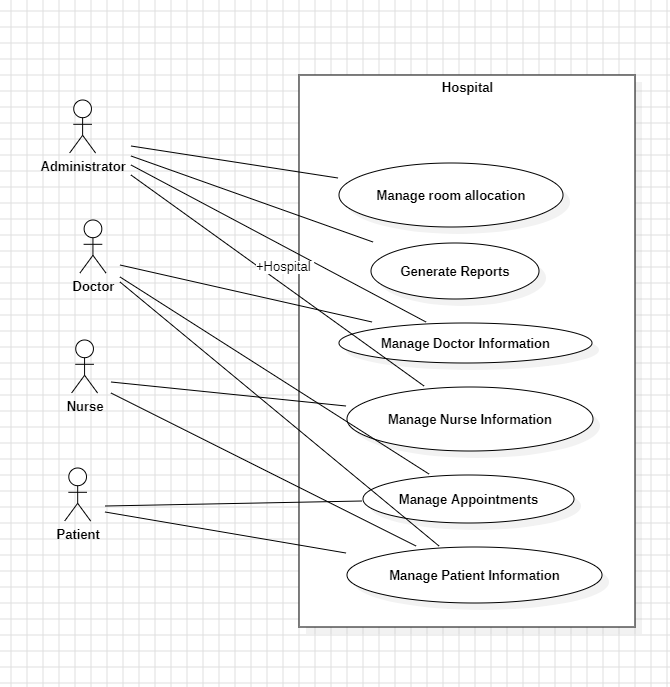 Hospital
Administrator
Manage room allocation
+Hospital
Generate Reports
Doctor
Manage Doctor Information
Nurse
Manage Nurse Information
Manage Appointments
Patient
Manage Patient Information